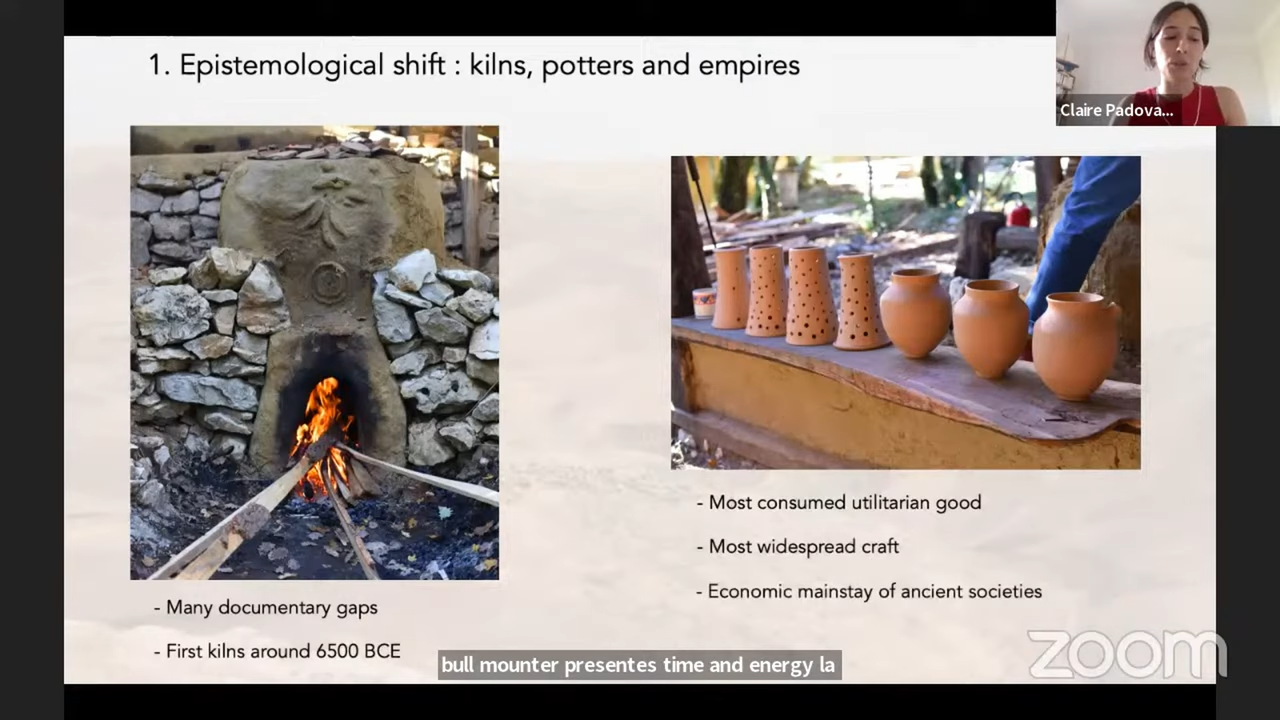 1. Epistemological shift : kilns, potters and empires
Claire Padova...
- Most consumed utilitarian good
- Most widespread craft
- Economic mainstay of ancient societies
- Many documentary gaps
- First kilns around 6500 BCE
bull mounter presentes time and energy la
zoom